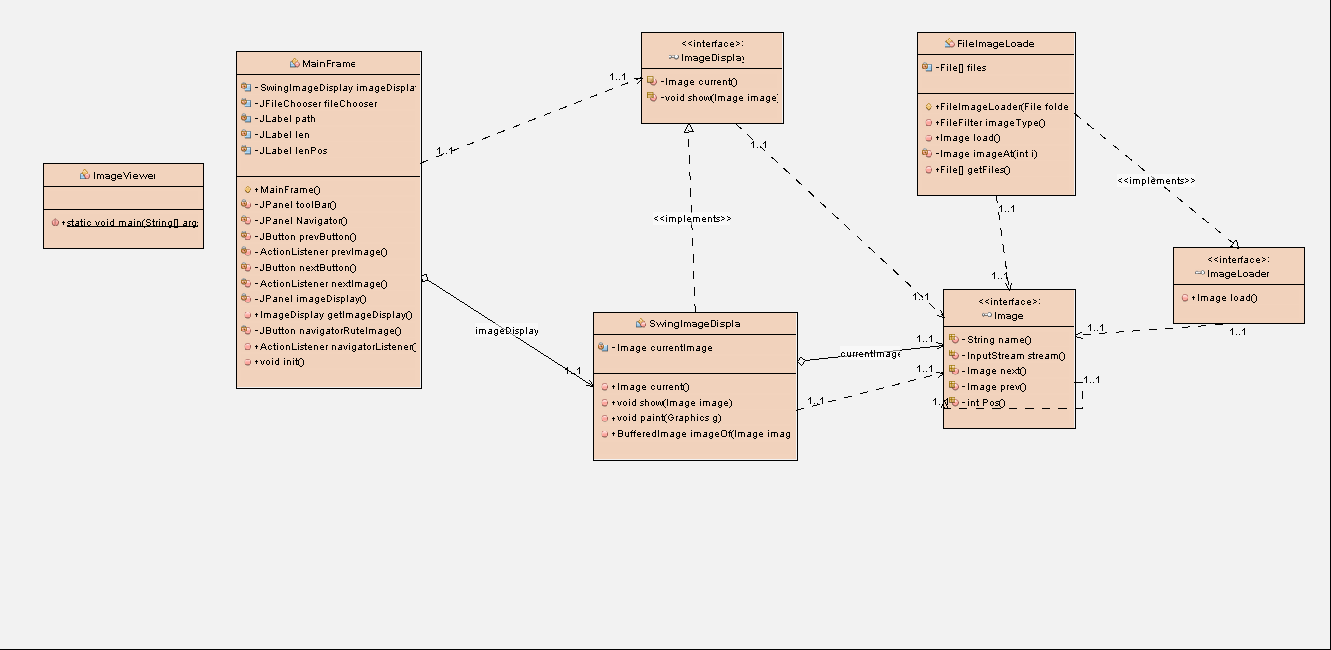 ImageViewer
+static void main(String[] arg
MainFrame
-SwingImageDisplay imageDispla
-JFileChooser fileChooser
-JLabel path
-JLabel len
-JLabel lenPos
+MainFrame()
-JPanel toolBar()
-JPanel Navigator()
-JButton prevButton()
-ActionListener prevImage()
-JButton nextButton()
-ActionListener nextImage()
-JPanel imageDisplay()
+ImageDisplay getImageDisplay()
-JButton navigatorRuteImage()
+ActionListener navigatorListener(
+void init()
1..1
1..1
imageDisplay
1..1
<<interface>>
ImageDisplay
-Image current()
-void show(Image image)
1..1
1..1
<<implements>>
SwingImageDispla
-Image currentImage
+Image current()
+void show(Image image)
+void paint(Graphics g)
+BufferedImage imageOf(Image imag
currentImage
1..1
1..1
1..1
FileImageLoade
-File[] files
+FileImageLoader(File folde
+FileFilter imageType()
+Image load()
-Image imageAt(int i)
+File[] getFiles()
1..1
1..1
<<implements>>
<<interface>>
ImageLoader
+Image load()
1..1
1..1
<<interface>>
Image
-String name()
-InputStream stream()
-Image next()
-Image prev()
-int Pos()
1..1
1..1